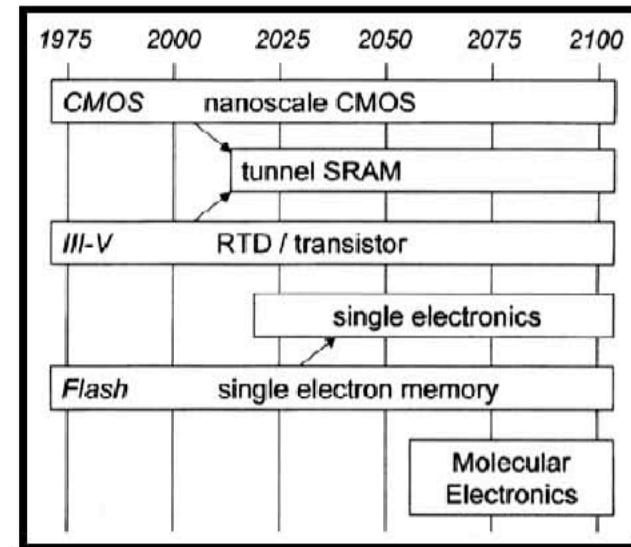 1975 2000 2025 2050 2075 2100
CMOS nanoscale CMOS
tunnel SRAM
III-V RTD / transistor
single electronics
Flash single electron memory
Molecular
Electronics